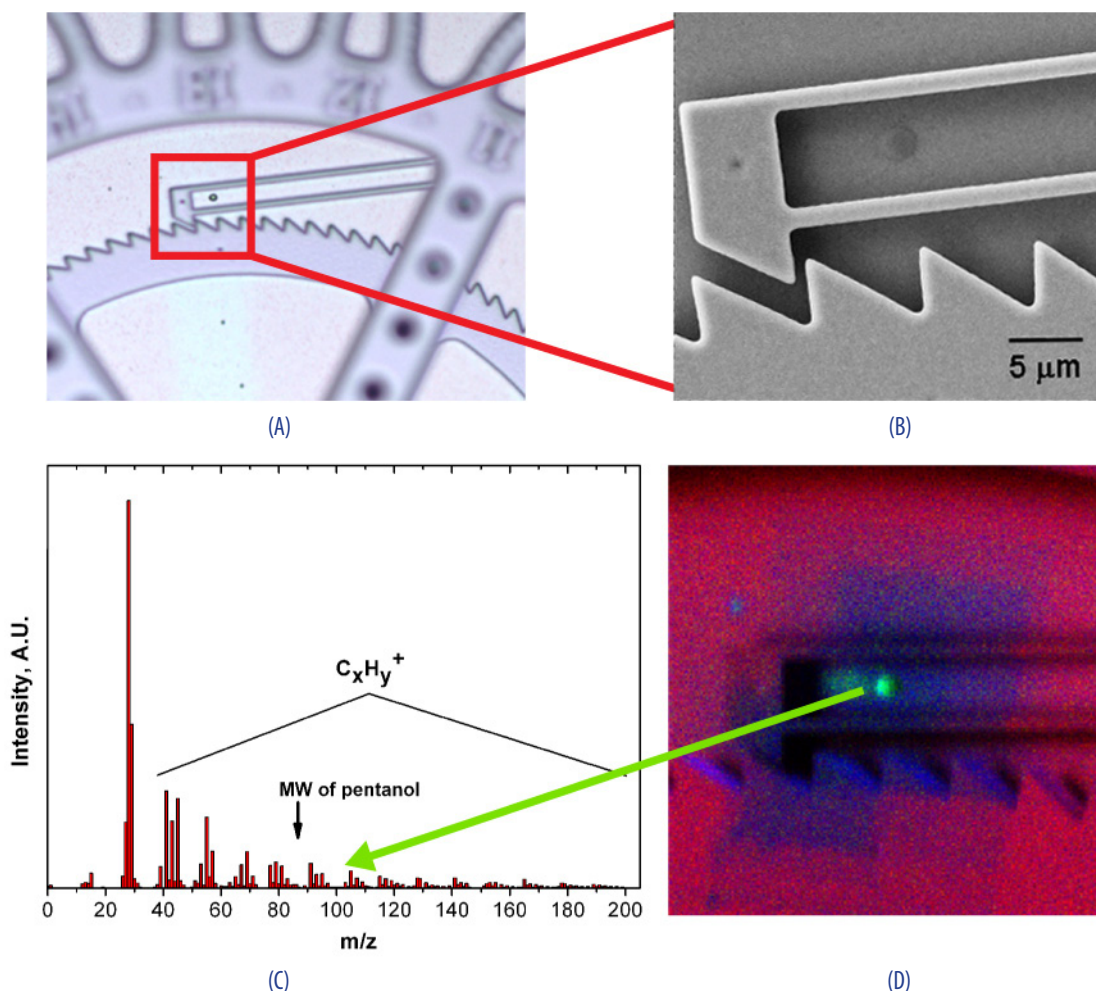 5 μm
(A)
(B)
Intensity, A.U.
CxHy+
MW of pentanol
0 20 40 60 80 100 120 140 160 180 200
m/z
(C)
(D)